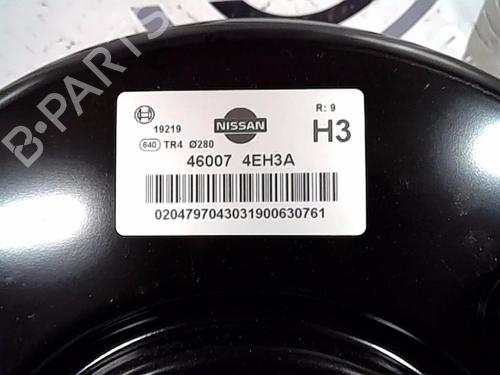 B-PARTS
19219
NISSAN
R: 9
640 TR4 Ø280
H3
46007 4EH3A
0204797043031900630761